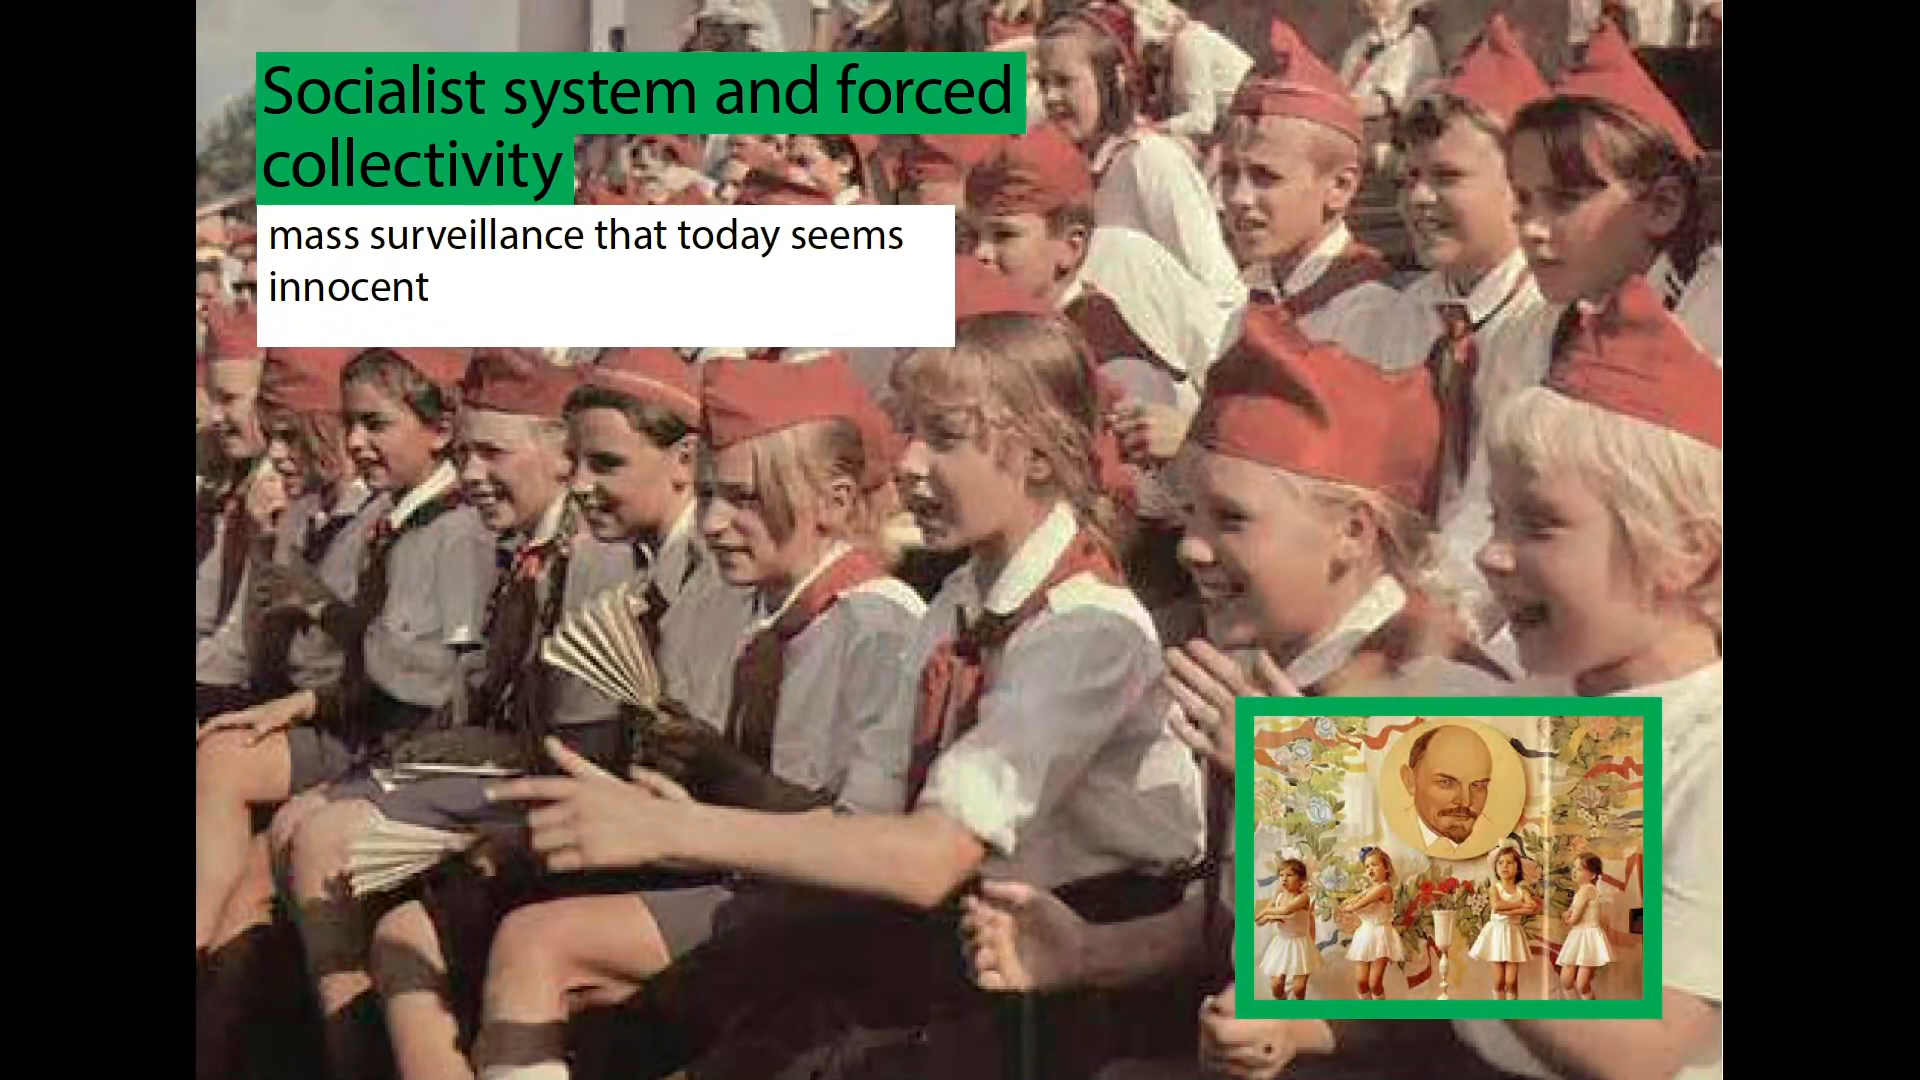 Socialist system and forced
collectivity
mass surveillance that today seems
innocent